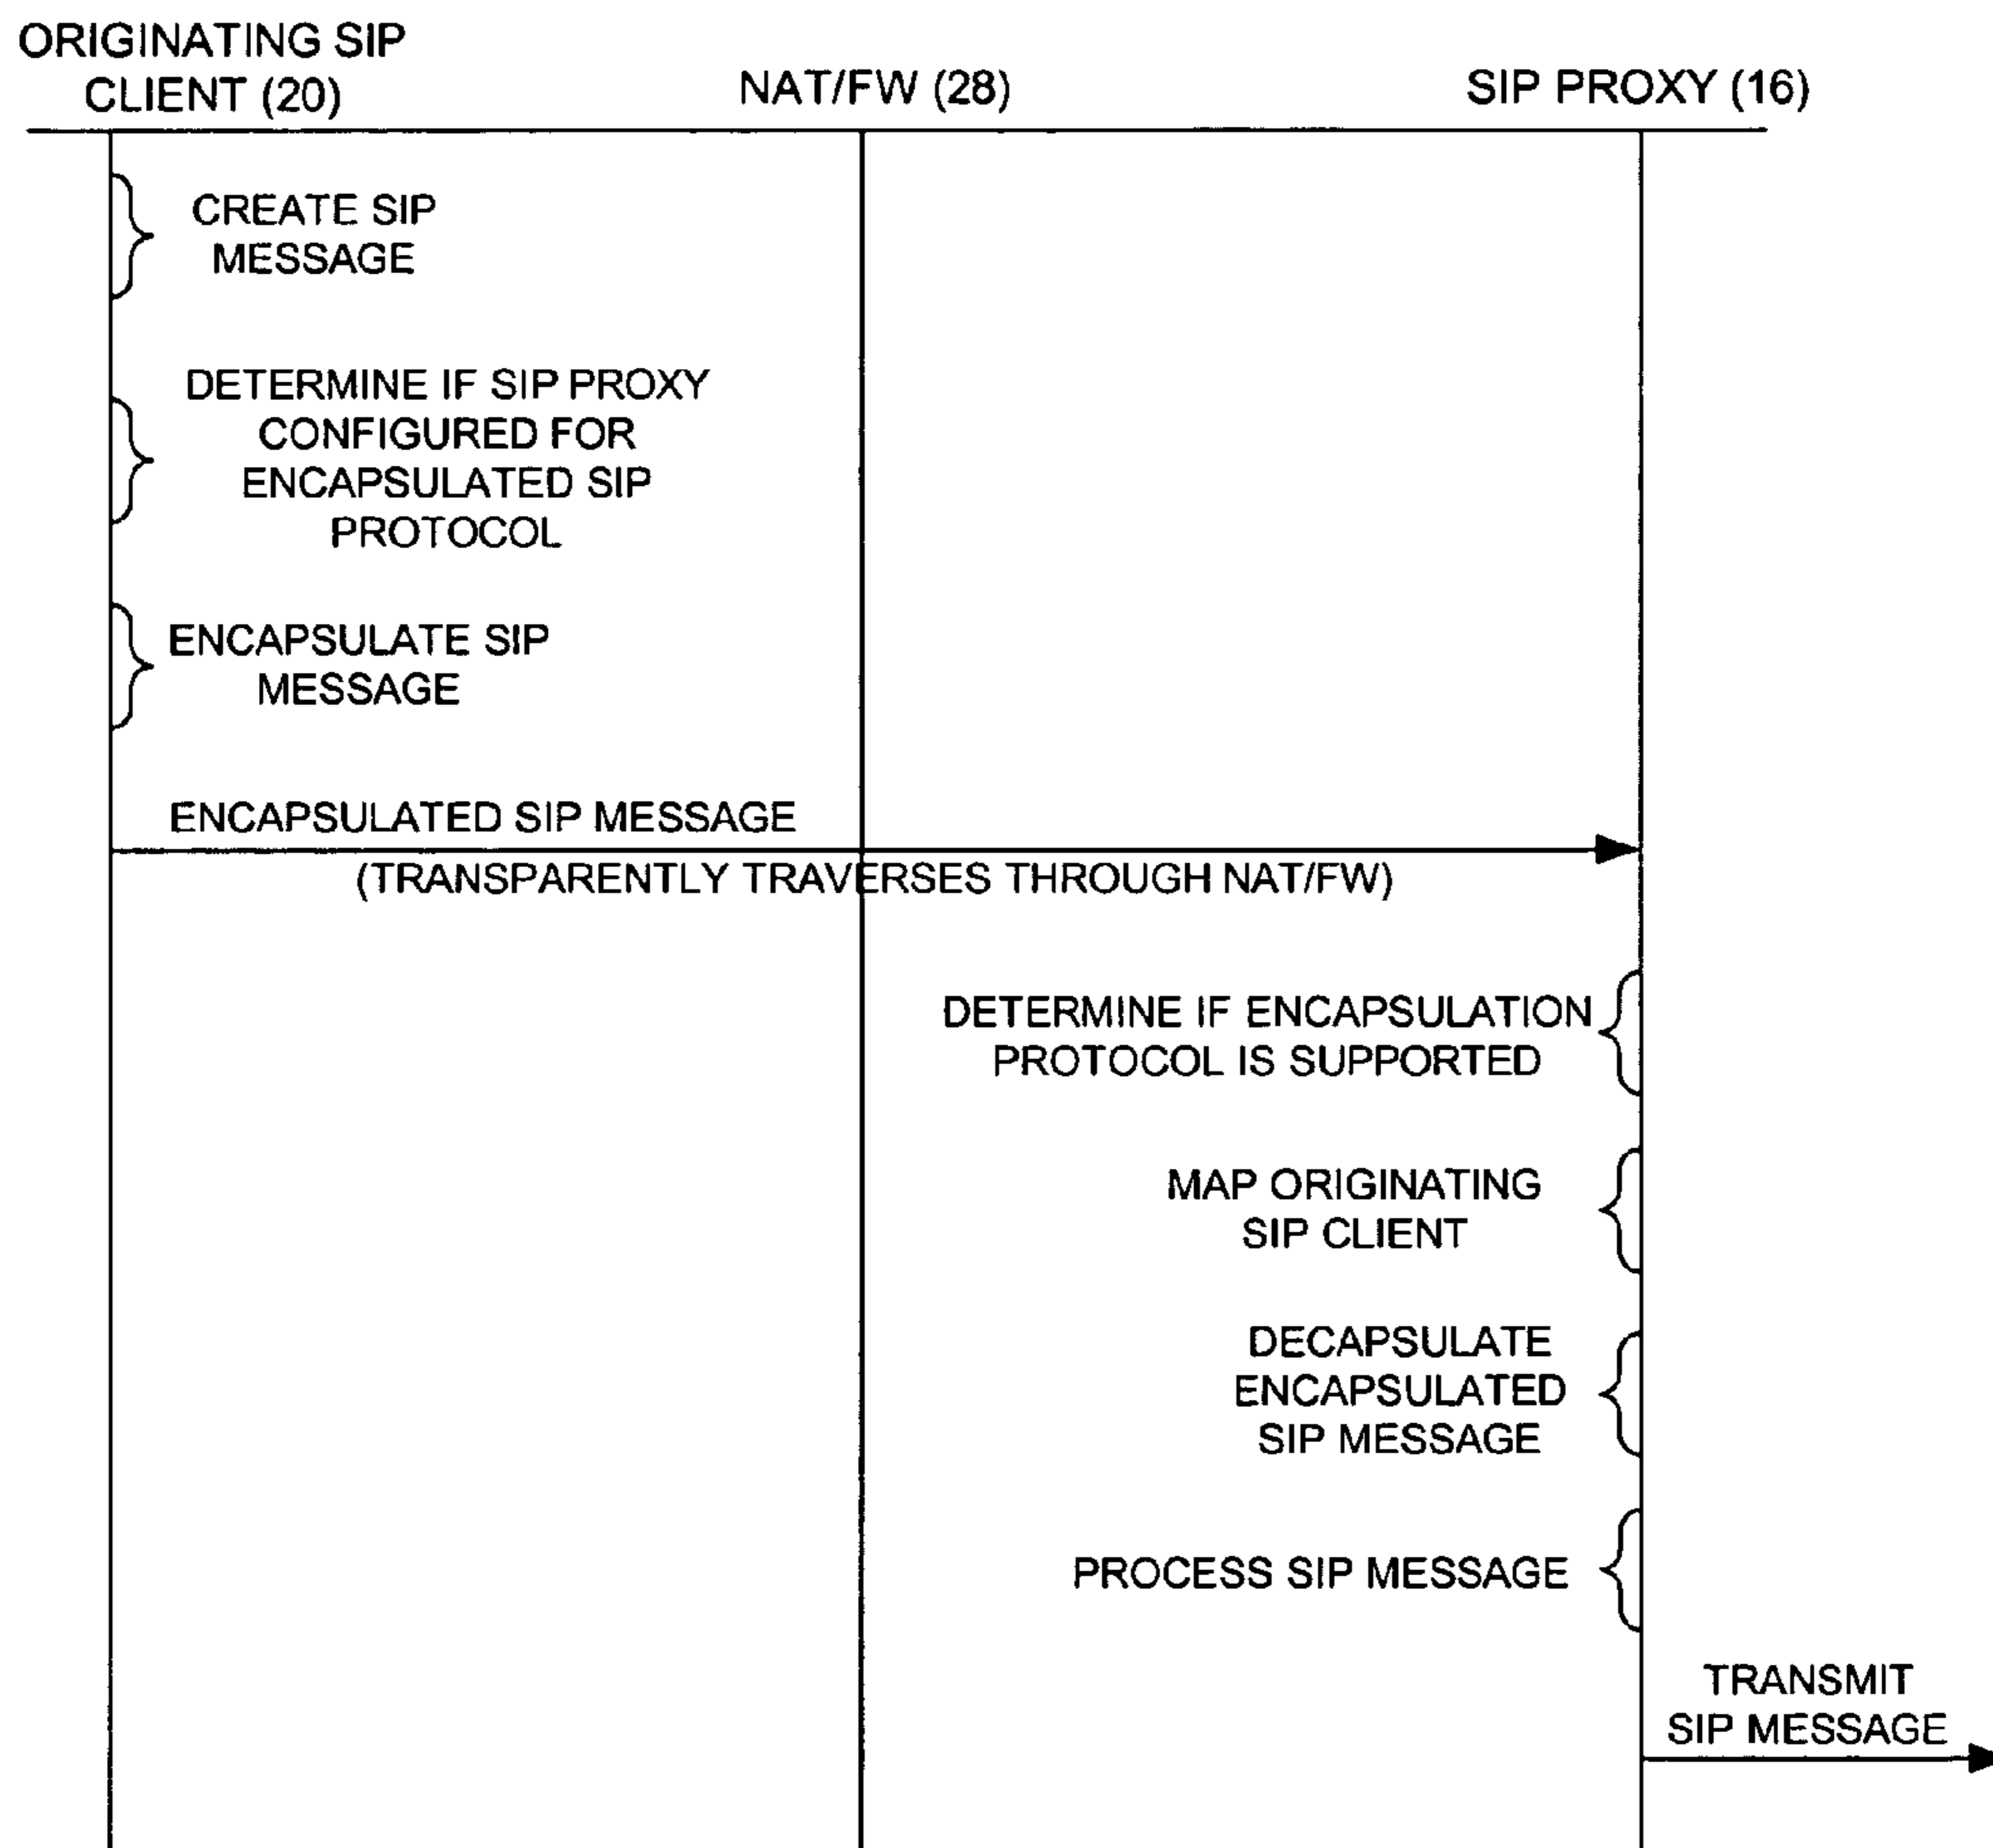 ORIGINATING SIP
CLIENT (20)
NAT/FW (28)
SIP PROXY (16)
CREATE SIP
MESSAGE
DETERMINE IF SIP PROXY
CONFIGURED FOR
ENCAPSULATED SIP
PROTOCOL
ENCAPSULATE SIP
MESSAGE
ENCAPSULATED SIP MESSAGE
(TRANSPARENTLY TRAVERSES THROUGH NAT/FW)
DETERMINE IF ENCAPSULATION
PROTOCOL IS SUPPORTED
MAP ORIGINATING
SIP CLIENT
DECAPSULATE
ENCAPSULATED
SIP MESSAGE
PROCESS SIP MESSAGE
TRANSMIT
SIP MESSAGE